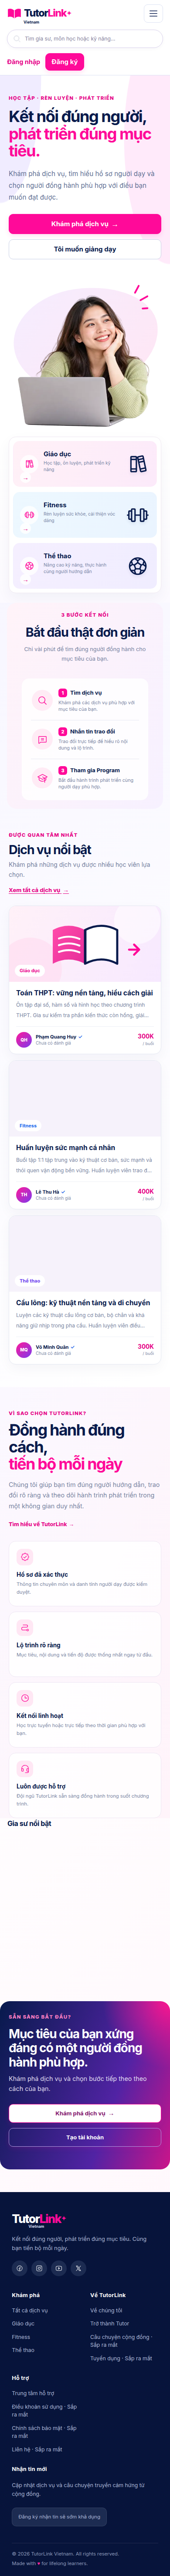 TutorLink
Vietnam
Tìm gia sư, môn học hoặc kỹ năng...
Đăng nhập
Đăng ký
HỌC TẬP · RÈN LUYỆN · PHÁT TRIỂN
Kết nối đúng người,
phát triển đúng mục
tiêu.
Khám phá dịch vụ, tìm hiểu hồ sơ người dạy và
chọn người đồng hành phù hợp với điều bạn
muốn đạt được.
Khám phá dịch vụ →
Tôi muốn giảng dạy
Giáo dục
Học tập, ôn luyện, phát triển kỹ
năng
→
Fitness
Rèn luyện sức khỏe, cải thiện vóc
dáng
→
Thể thao
Nâng cao kỹ năng, thực hành
cùng người hướng dẫn
→
3 BƯỚC KẾT NỐI
Bắt đầu thật đơn giản
Chỉ vài phút để tìm đúng người đồng hành cho
mục tiêu của bạn.
1 Tìm dịch vụ
Khám phá các dịch vụ phù hợp với
mục tiêu của bạn.
2 Nhắn tin trao đổi
Trao đổi trực tiếp để hiểu rõ nội
dung và lộ trình.
3 Tham gia Program
Bắt đầu hành trình phát triển cùng
người dạy phù hợp.
ĐƯỢC QUAN TÂM NHẤT
Dịch vụ nổi bật
Khám phá những dịch vụ được nhiều học viên lựa
chọn.
Xem tất cả dịch vụ →
Giáo dục
Toán THPT: vững nền tảng, hiểu cách giải
Ôn tập đại số, hàm số và hình học theo chương trình
THPT. Gia sư kiểm tra phần kiến thức còn hổng, giải...
QH
Phạm Quang Huy ✓
Chưa có đánh giá
300K
/ buổi
Fitness
Huấn luyện sức mạnh cá nhân
Buổi tập 1:1 tập trung vào kỹ thuật cơ bản, sức mạnh và
thói quen vận động bền vững. Huấn luyện viên trao đ...
TH
Lê Thu Hà ✓
Chưa có đánh giá
400K
/ buổi
Thể thao
Cầu lông: kỹ thuật nền tảng và di chuyển
Luyện các kỹ thuật cầu lông cơ bản, bộ chân và khả
năng giữ nhịp trong pha cầu. Huấn luyện viên điều...
MQ
Võ Minh Quân ✓
Chưa có đánh giá
300K
/ buổi
VÌ SAO CHỌN TUTORLINK?
Đồng hành đúng
cách,
tiến bộ mỗi ngày
Chúng tôi giúp bạn tìm đúng người hướng dẫn, trao
đổi rõ ràng và theo dõi hành trình phát triển trong
một không gian duy nhất.
Tìm hiểu về TutorLink →
Hồ sơ đã xác thực
Thông tin chuyên môn và danh tính người dạy được kiểm
duyệt.
Lộ trình rõ ràng
Mục tiêu, nội dung và tiến độ được thống nhất ngay từ đầu.
Kết nối linh hoạt
Học trực tuyến hoặc trực tiếp theo thời gian phù hợp với
bạn.
Luôn được hỗ trợ
Đội ngũ TutorLink sẵn sàng đồng hành trong suốt chương
trình.
Gia sư nổi bật
SẴN SÀNG BẮT ĐẦU?
Mục tiêu của bạn xứng
đáng có một người đồng
hành phù hợp.
Khám phá dịch vụ và chọn bước tiếp theo theo
cách của bạn.
Khám phá dịch vụ →
Tạo tài khoản
TutorLink
Vietnam
Kết nối đúng người, phát triển đúng mục tiêu. Cùng
bạn tiến bộ mỗi ngày.
Khám phá
Tất cả dịch vụ
Giáo dục
Fitness
Thể thao
Về TutorLink
Về chúng tôi
Trở thành Tutor
Câu chuyện cộng đồng ·
Sắp ra mắt
Tuyển dụng · Sắp ra mắt
Hỗ trợ
Trung tâm hỗ trợ
Điều khoản sử dụng · Sắp
ra mắt
Chính sách bảo mật · Sắp
ra mắt
Liên hệ · Sắp ra mắt
Nhận tin mới
Cập nhật dịch vụ và câu chuyện truyền cảm hứng từ
cộng đồng.
Đăng ký nhận tin sẽ sớm khả dụng
© 2026 TutorLink Vietnam. All rights reserved.
Made with ♥ for lifelong learners.